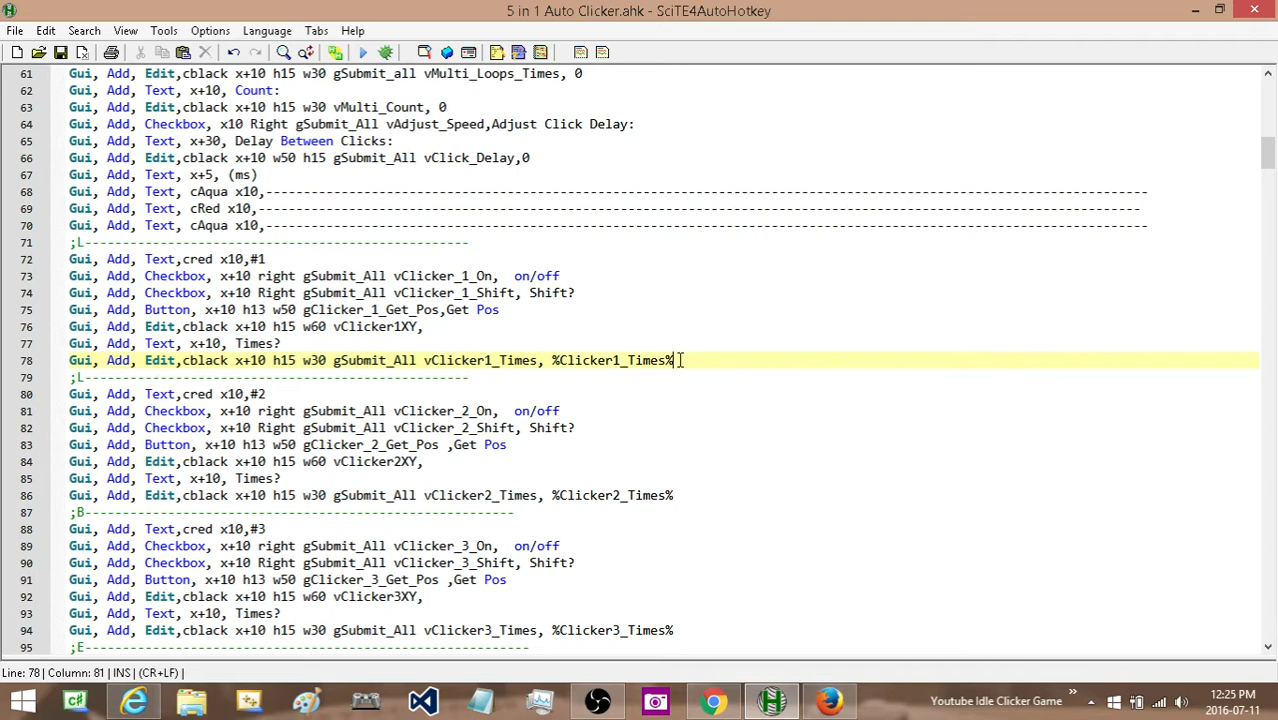 5 in 1 Auto Clicker.ahk - SciTE4AutoHotkey
File Edit Search View Tools Options Language Tabs Help
61 Gui, Add, Edit,cblack x+10 h15 w30 gSubmit_all vMulti_Loops_Times, 0
62 Gui, Add, Text, x+10, Count:
63 Gui, Add, Edit,cblack x+10 h15 w30 vMulti_Count, 0
64 Gui, Add, Checkbox, x10 Right gSubmit_All vAdjust_Speed,Adjust Click Delay:
65 Gui, Add, Text, x+30, Delay Between Clicks:
66 Gui, Add, Edit,cblack x+10 w50 h15 gSubmit_All vClick_Delay,0
67 Gui, Add, Text, x+5, (ms)
68 Gui, Add, Text, cAqua x10,---------------------------------------------------------------------------------------------------------------------
69 Gui, Add, Text, cRed x10,---------------------------------------------------------------------------------------------------------------------
70 Gui, Add, Text, cAqua x10,---------------------------------------------------------------------------------------------------------------------
71 ;L---------------------------------------------------
72 Gui, Add, Text,cred x10,#1
73 Gui, Add, Checkbox, x+10 right gSubmit_All vClicker_1_On,  on/off
74 Gui, Add, Checkbox, x+10 Right gSubmit_All vClicker_1_Shift, Shift?
75 Gui, Add, Button, x+10 h13 w50 gClicker_1_Get_Pos,Get Pos
76 Gui, Add, Edit,cblack x+10 h15 w60 vClicker1XY,
77 Gui, Add, Text, x+10, Times?
78 Gui, Add, Edit,cblack x+10 h15 w30 gSubmit_All vClicker1_Times, %Clicker1_Times%
79 ;L---------------------------------------------------
80 Gui, Add, Text,cred x10,#2
81 Gui, Add, Checkbox, x+10 right gSubmit_All vClicker_2_On,  on/off
82 Gui, Add, Checkbox, x+10 Right gSubmit_All vClicker_2_Shift, Shift?
83 Gui, Add, Button, x+10 h13 w50 gClicker_2_Get_Pos ,Get Pos
84 Gui, Add, Edit,cblack x+10 h15 w60 vClicker2XY,
85 Gui, Add, Text, x+10, Times?
86 Gui, Add, Edit,cblack x+10 h15 w30 gSubmit_All vClicker2_Times, %Clicker2_Times%
87 ;B---------------------------------------------------------
88 Gui, Add, Text,cred x10,#3
89 Gui, Add, Checkbox, x+10 right gSubmit_All vClicker_3_On,  on/off
90 Gui, Add, Checkbox, x+10 Right gSubmit_All vClicker_3_Shift, Shift?
91 Gui, Add, Button, x+10 h13 w50 gClicker_3_Get_Pos ,Get Pos
92 Gui, Add, Edit,cblack x+10 h15 w60 vClicker3XY,
93 Gui, Add, Text, x+10, Times?
94 Gui, Add, Edit,cblack x+10 h15 w30 gSubmit_All vClicker3_Times, %Clicker3_Times%
95 ;E-----------------------------------------------------------
Line: 78 | Column: 81 | INS | (CR+LF) |
Youtube Idle Clicker Game
12:25 PM
2016-07-11